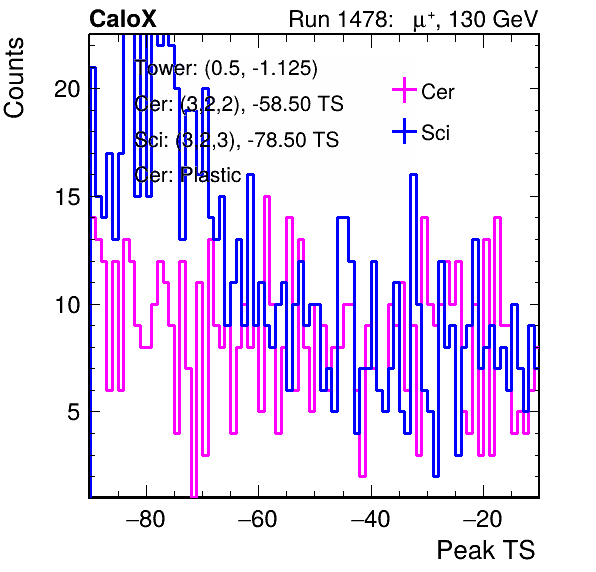 CaloX Run 1478: μ⁺, 130 GeV
Counts
Tower: (0.5, -1.125)
Cer: (3,2,2), -58.50 TS
Sci: (3,2,3), -78.50 TS
Cer: Plastic
Cer
Sci
20
15
10
5
−80 −60 −40 −20
Peak TS